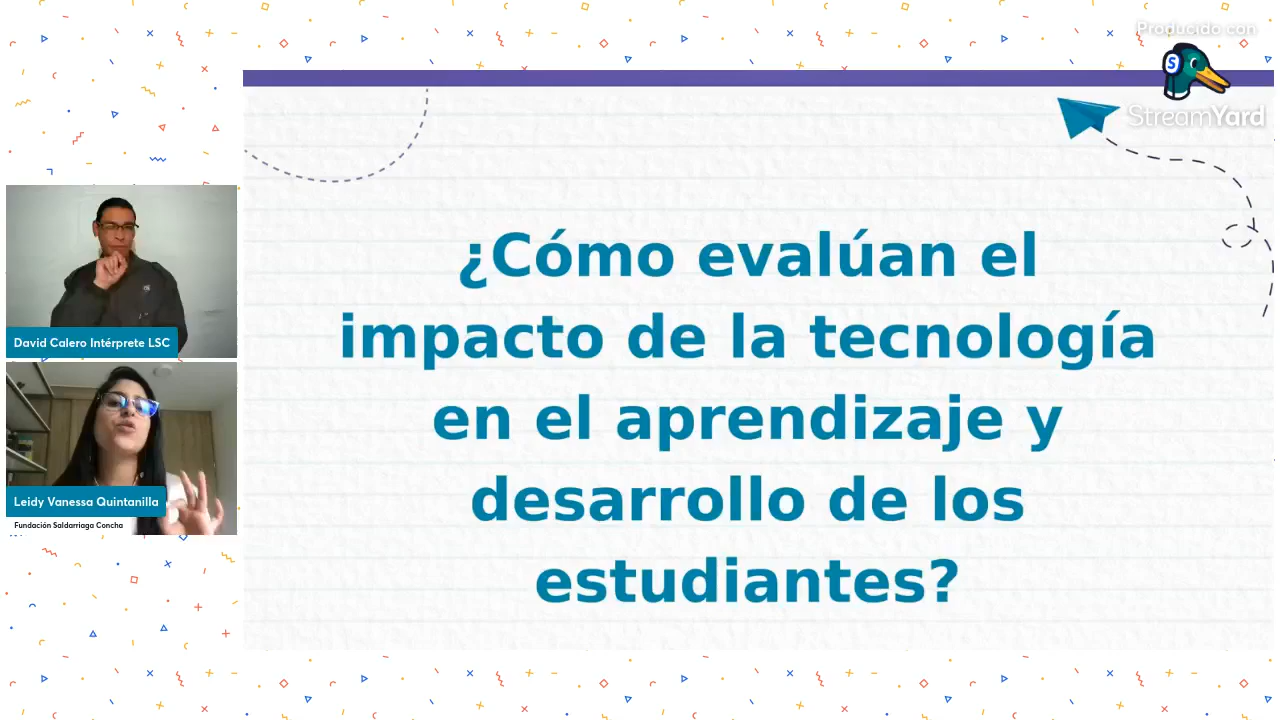 Producido con
StreamYard
¿Cómo evalúan el
impacto de la tecnología
en el aprendizaje y
desarrollo de los
estudiantes?
David Calero Intérprete LSC
Leidy Vanessa Quintanilla
Fundación Saldarriaga Concha